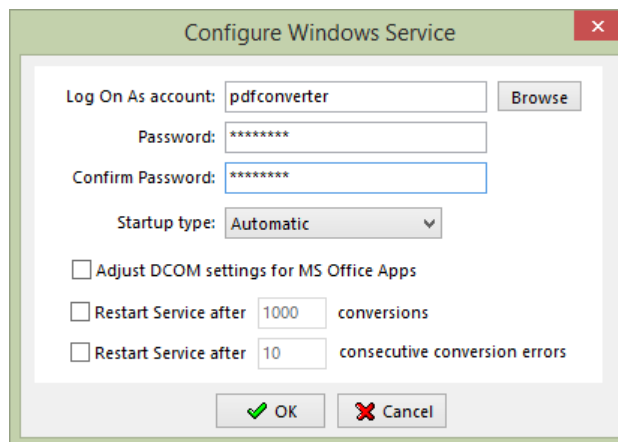 Configure Windows Service
Log On As account: pdfconverter Browse
Password: ********
Confirm Password: ********
Startup type: Automatic
Adjust DCOM settings for MS Office Apps
Restart Service after 1000 conversions
Restart Service after 10 consecutive conversion errors
OK Cancel